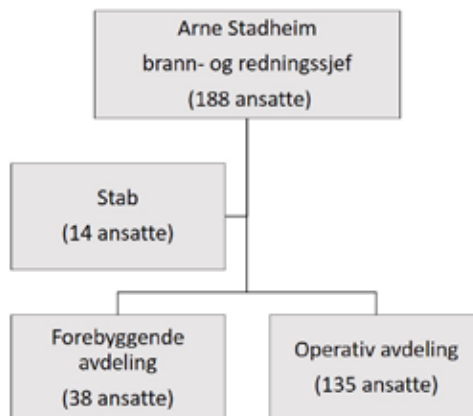 Arne Stadheim
brann- og redningssjef
(188 ansatte)
Stab
(14 ansatte)
Forebyggende
avdeling
(38 ansatte)
Operativ avdeling
(135 ansatte)